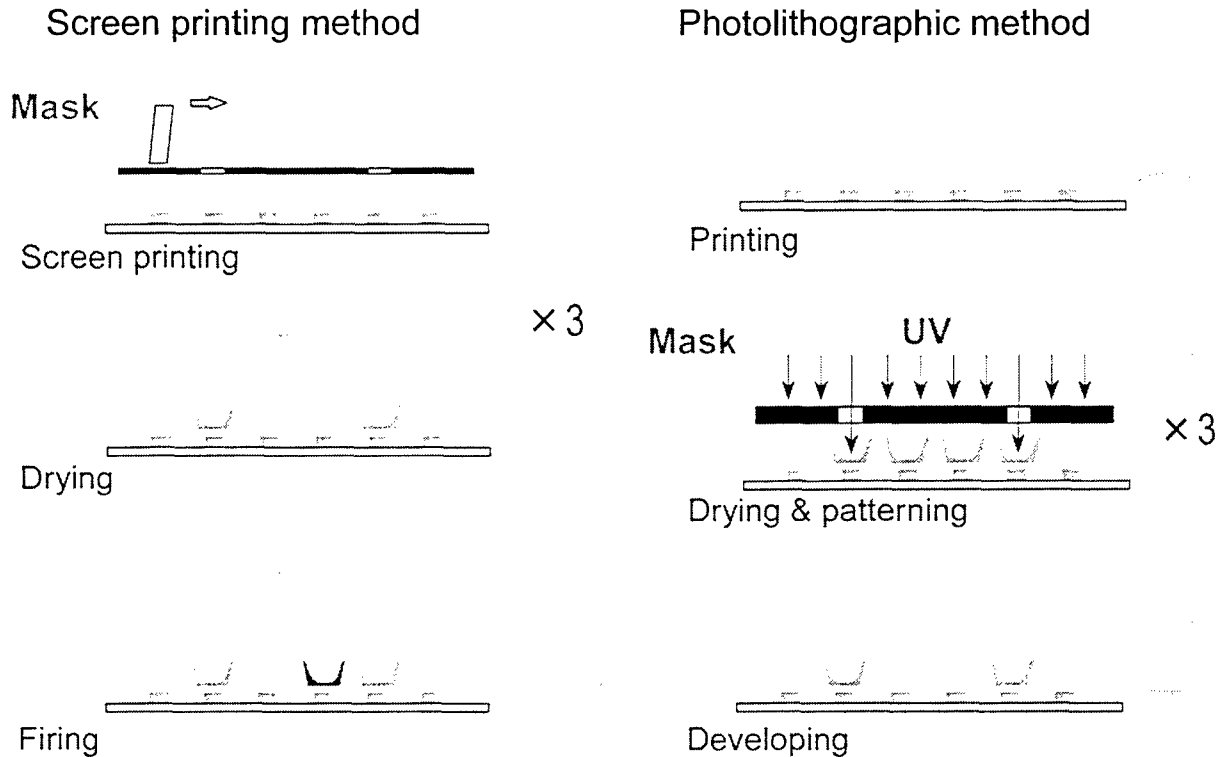 Screen printing method
Mask
Screen printing
× 3
Drying
Firing
Photolithographic method
Printing
Mask
UV
× 3
Drying & patterning
Developing